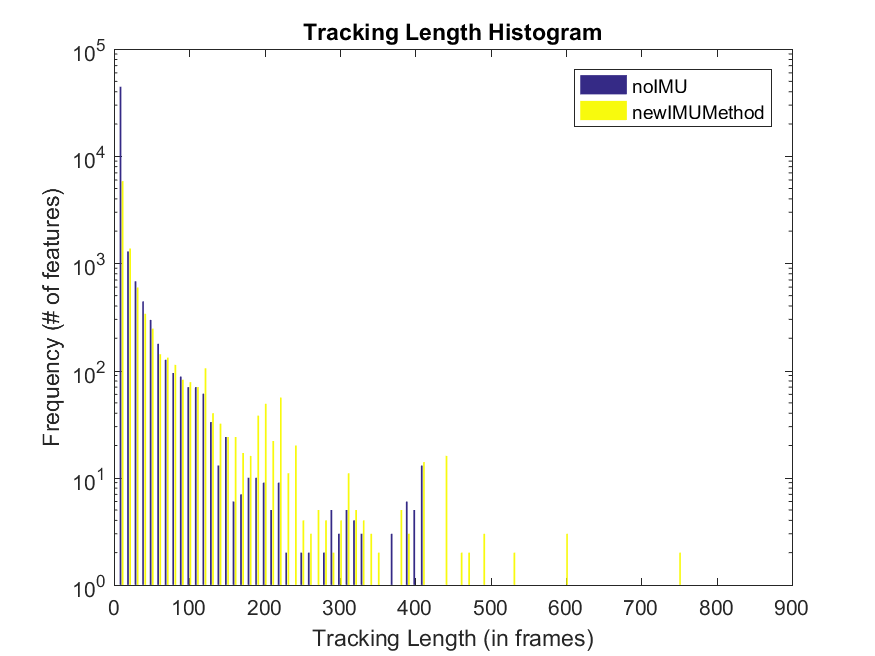 Tracking Length Histogram
noIMU
newIMUMethod
Frequency (# of features)
10^5
10^4
10^3
10^2
10^1
10^0
0 100 200 300 400 500 600 700 800 900
Tracking Length (in frames)